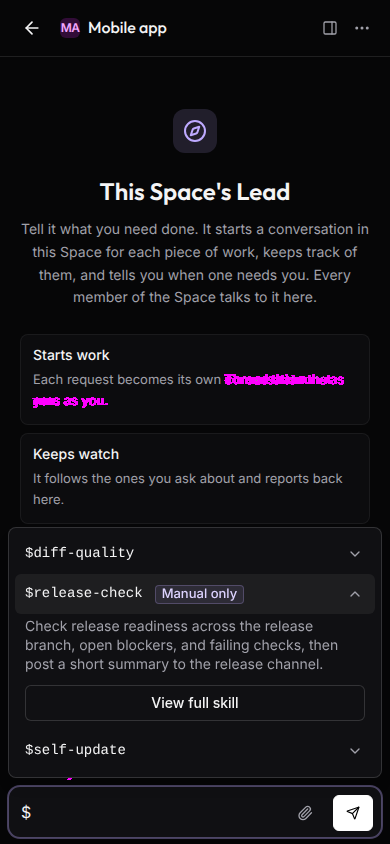 MA Mobile app
This Space's Lead
Tell it what you need done. It starts a conversation in
this Space for each piece of work, keeps track of
them, and tells you when one needs you. Every
member of the Space talks to it here.
Starts work
Each request becomes its own
as you.
Keeps watch
It follows the ones you ask about and reports back
here.
$diff-quality
$release-check Manual only
Check release readiness across the release
branch, open blockers, and failing checks, then
post a short summary to the release channel.
View full skill
$self-update
$